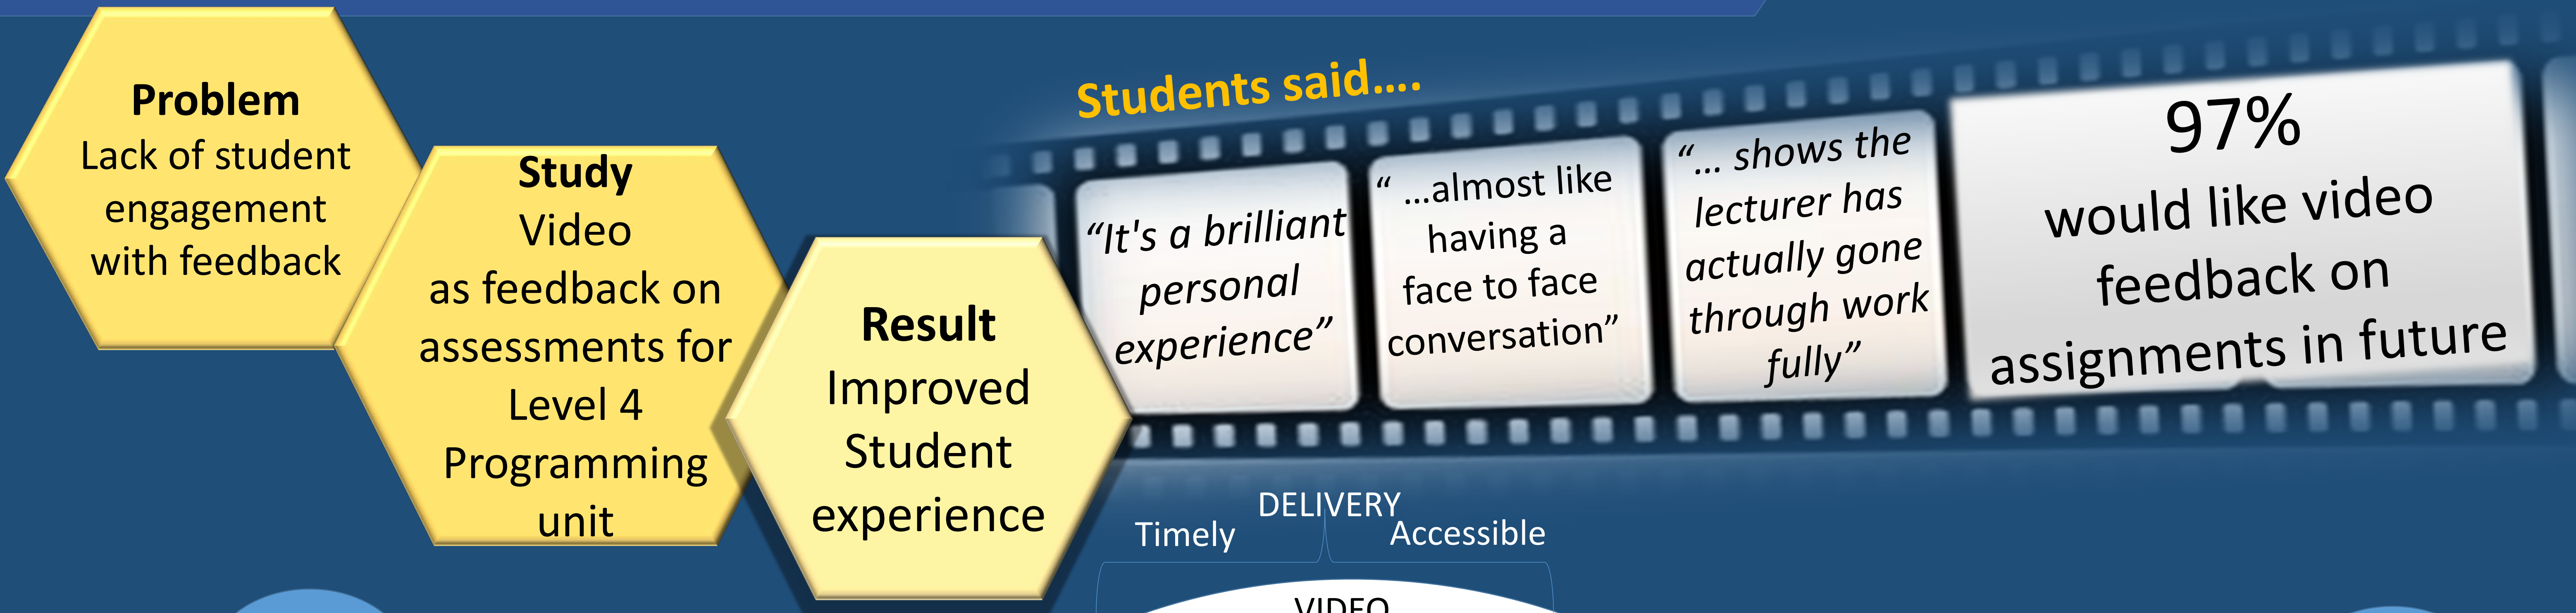 Problem
Lack of student
engagement
with feedback
Study
Video
as feedback on
assessments for
Level 4
Programming
unit
Result
Improved
Student
experience
Students said....
“It's a brilliant
personal
experience”
“ ...almost like
having a
face to face
conversation”
“... shows the
lecturer has
actually gone
through work
fully”
97%
would like video
feedback on
assignments in future
DELIVERY
Timely
Accessible
VIDEO